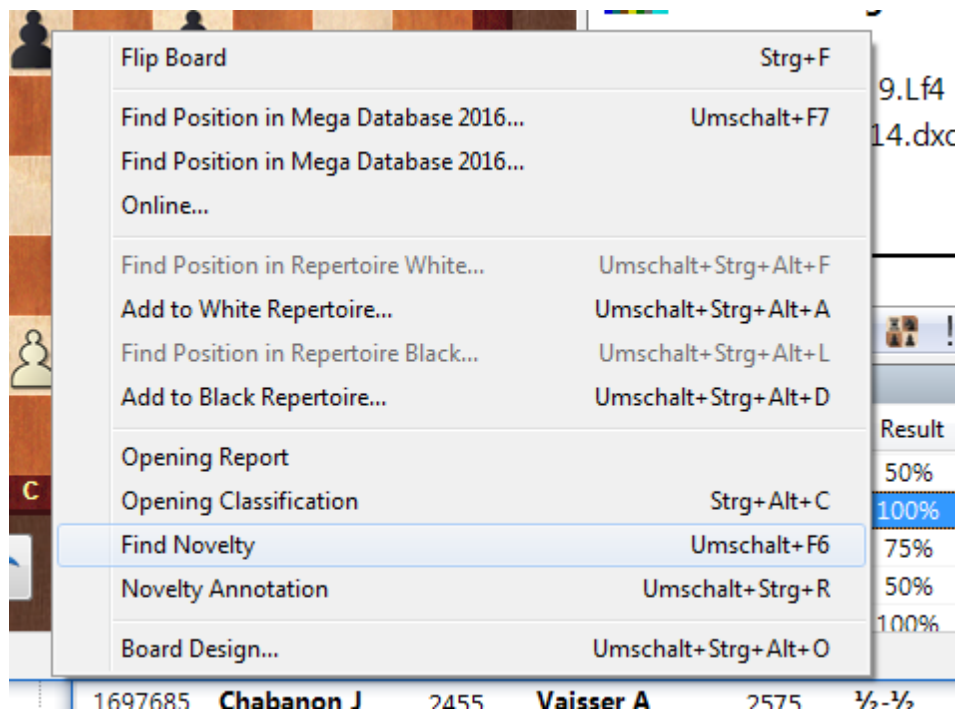 Flip Board Strg+F
9.Lf4
Find Position in Mega Database 2016... Umschalt+F7
14.dxc
Find Position in Mega Database 2016...
Online...
Find Position in Repertoire White... Umschalt+Strg+Alt+F
Add to White Repertoire... Umschalt+Strg+Alt+A
Find Position in Repertoire Black... Umschalt+Strg+Alt+L
Add to Black Repertoire... Umschalt+Strg+Alt+D
Result
Opening Report
50%
C
Opening Classification Strg+Alt+C
100%
Find Novelty Umschalt+F6
75%
Novelty Annotation Umschalt+Strg+R
50%
100%
Board Design... Umschalt+Strg+Alt+O
1697685 Chabanon J 2455 Vaisser A 2575 ½-½